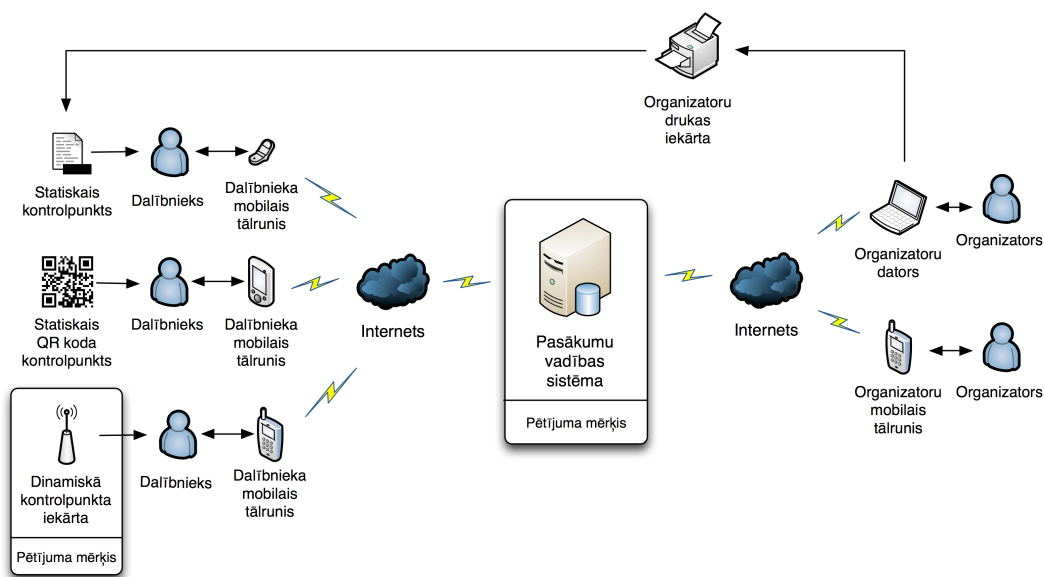 Organizatoru
drukas
iekārta
Statiskais
kontrolpunkts
Dalībnieks
Dalībnieka
mobilais
tālrunis
Organizatoru
dators
Organizators
Statiskais
QR koda
kontrolpunkts
Dalībnieks
Dalībnieka
mobilais
tālrunis
Internets
Pasākumu
vadības
sistēma
Pētījuma mērķis
Internets
Organizatoru
mobilais
tālrunis
Organizators
Dinamiskā
kontrolpunkta
iekārta
Pētījuma mērķis
Dalībnieks
Dalībnieka
mobilais
tālrunis